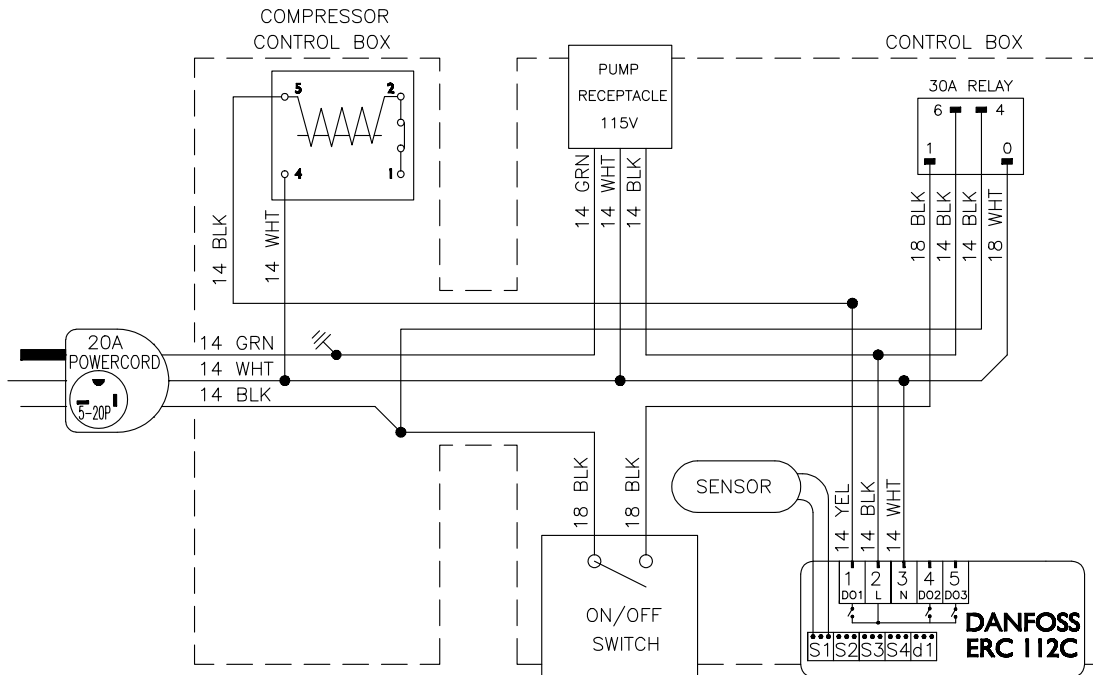 COMPRESSOR
CONTROL BOX
CONTROL BOX
PUMP
RECEPTACLE
115V
30A RELAY
5
2
4
1
6
4
1
0
14 BLK
14 WHT
14 GRN
14 WHT
14 BLK
18 BLK
14 BLK
14 BLK
18 WHT
20A
POWERCORD
5-20P
14 GRN
14 WHT
14 BLK
18 BLK
18 BLK
SENSOR
14 YEL
14 BLK
14 WHT
ON/OFF
SWITCH
1
2
3
4
5
DO1
L
N
DO2
DO3
S1
S2
S3
S4
d1
DANFOSS
ERC 112C